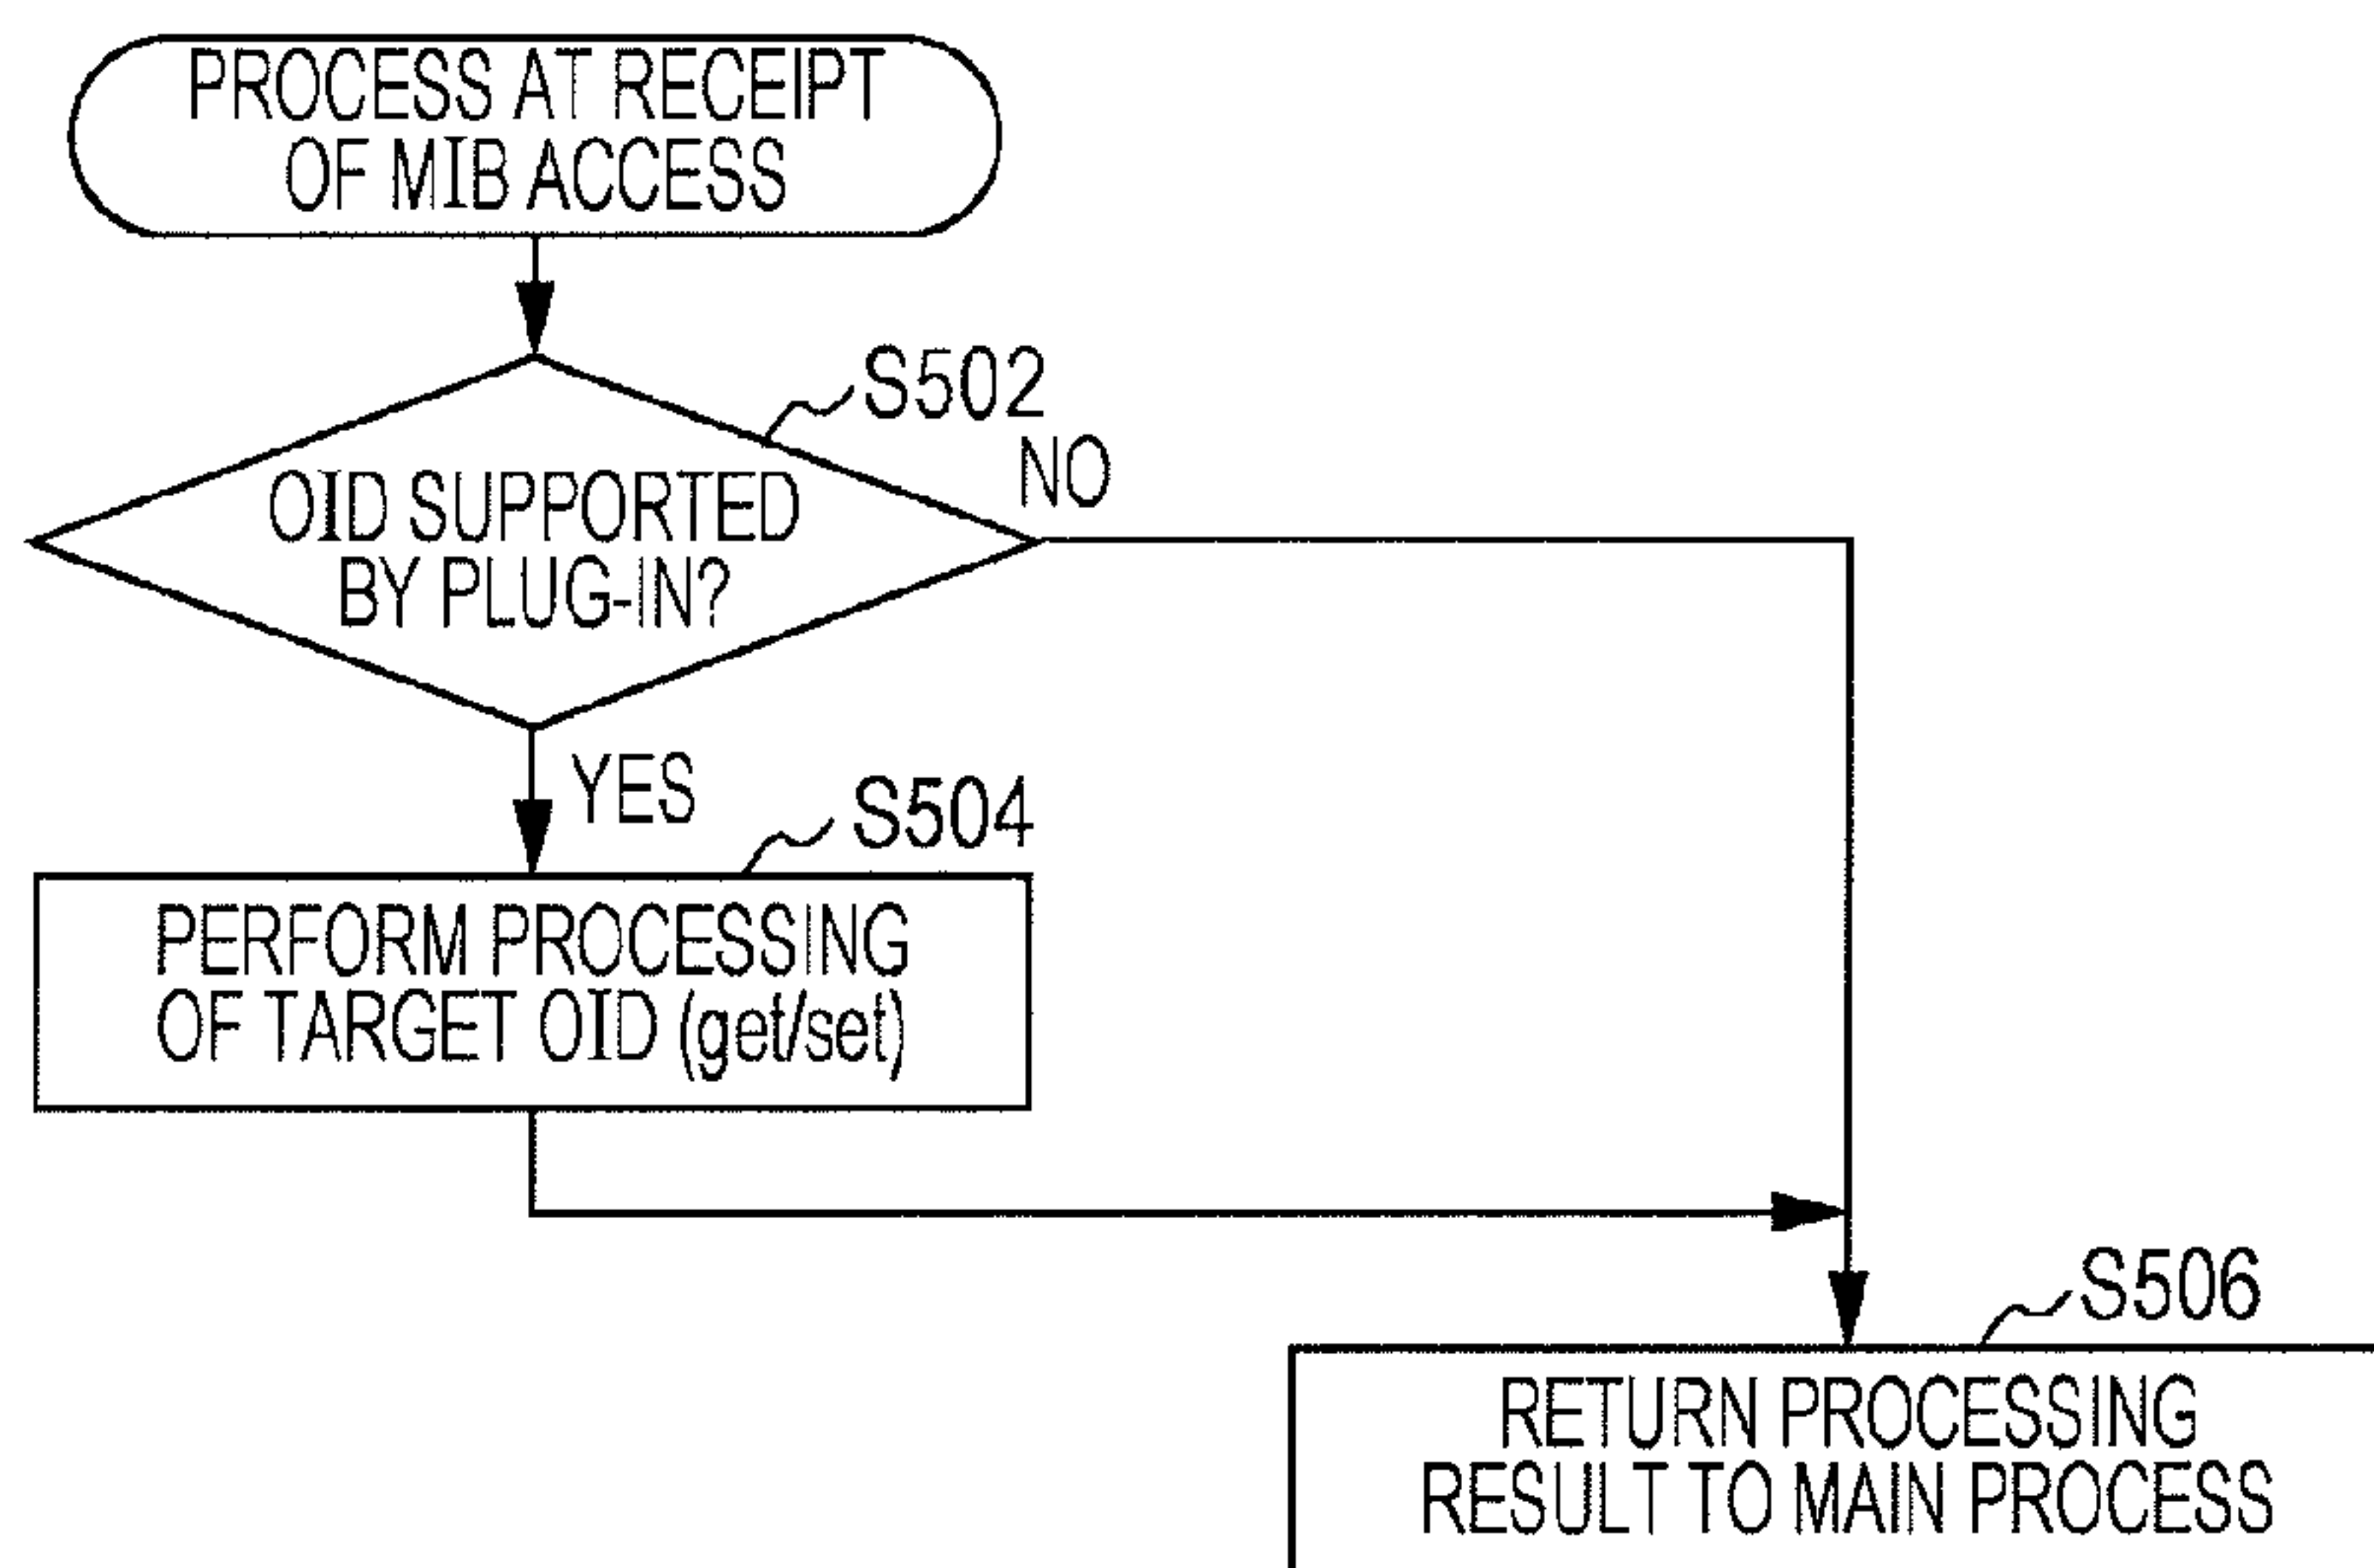 PROCESS AT RECEIPT
OF MIB ACCESS
S502
NO
OID SUPPORTED
BY PLUG-IN?
YES
S504
PERFORM PROCESSING
OF TARGET OID (get/set)
S506
RETURN PROCESSING
RESULT TO MAIN PROCESS